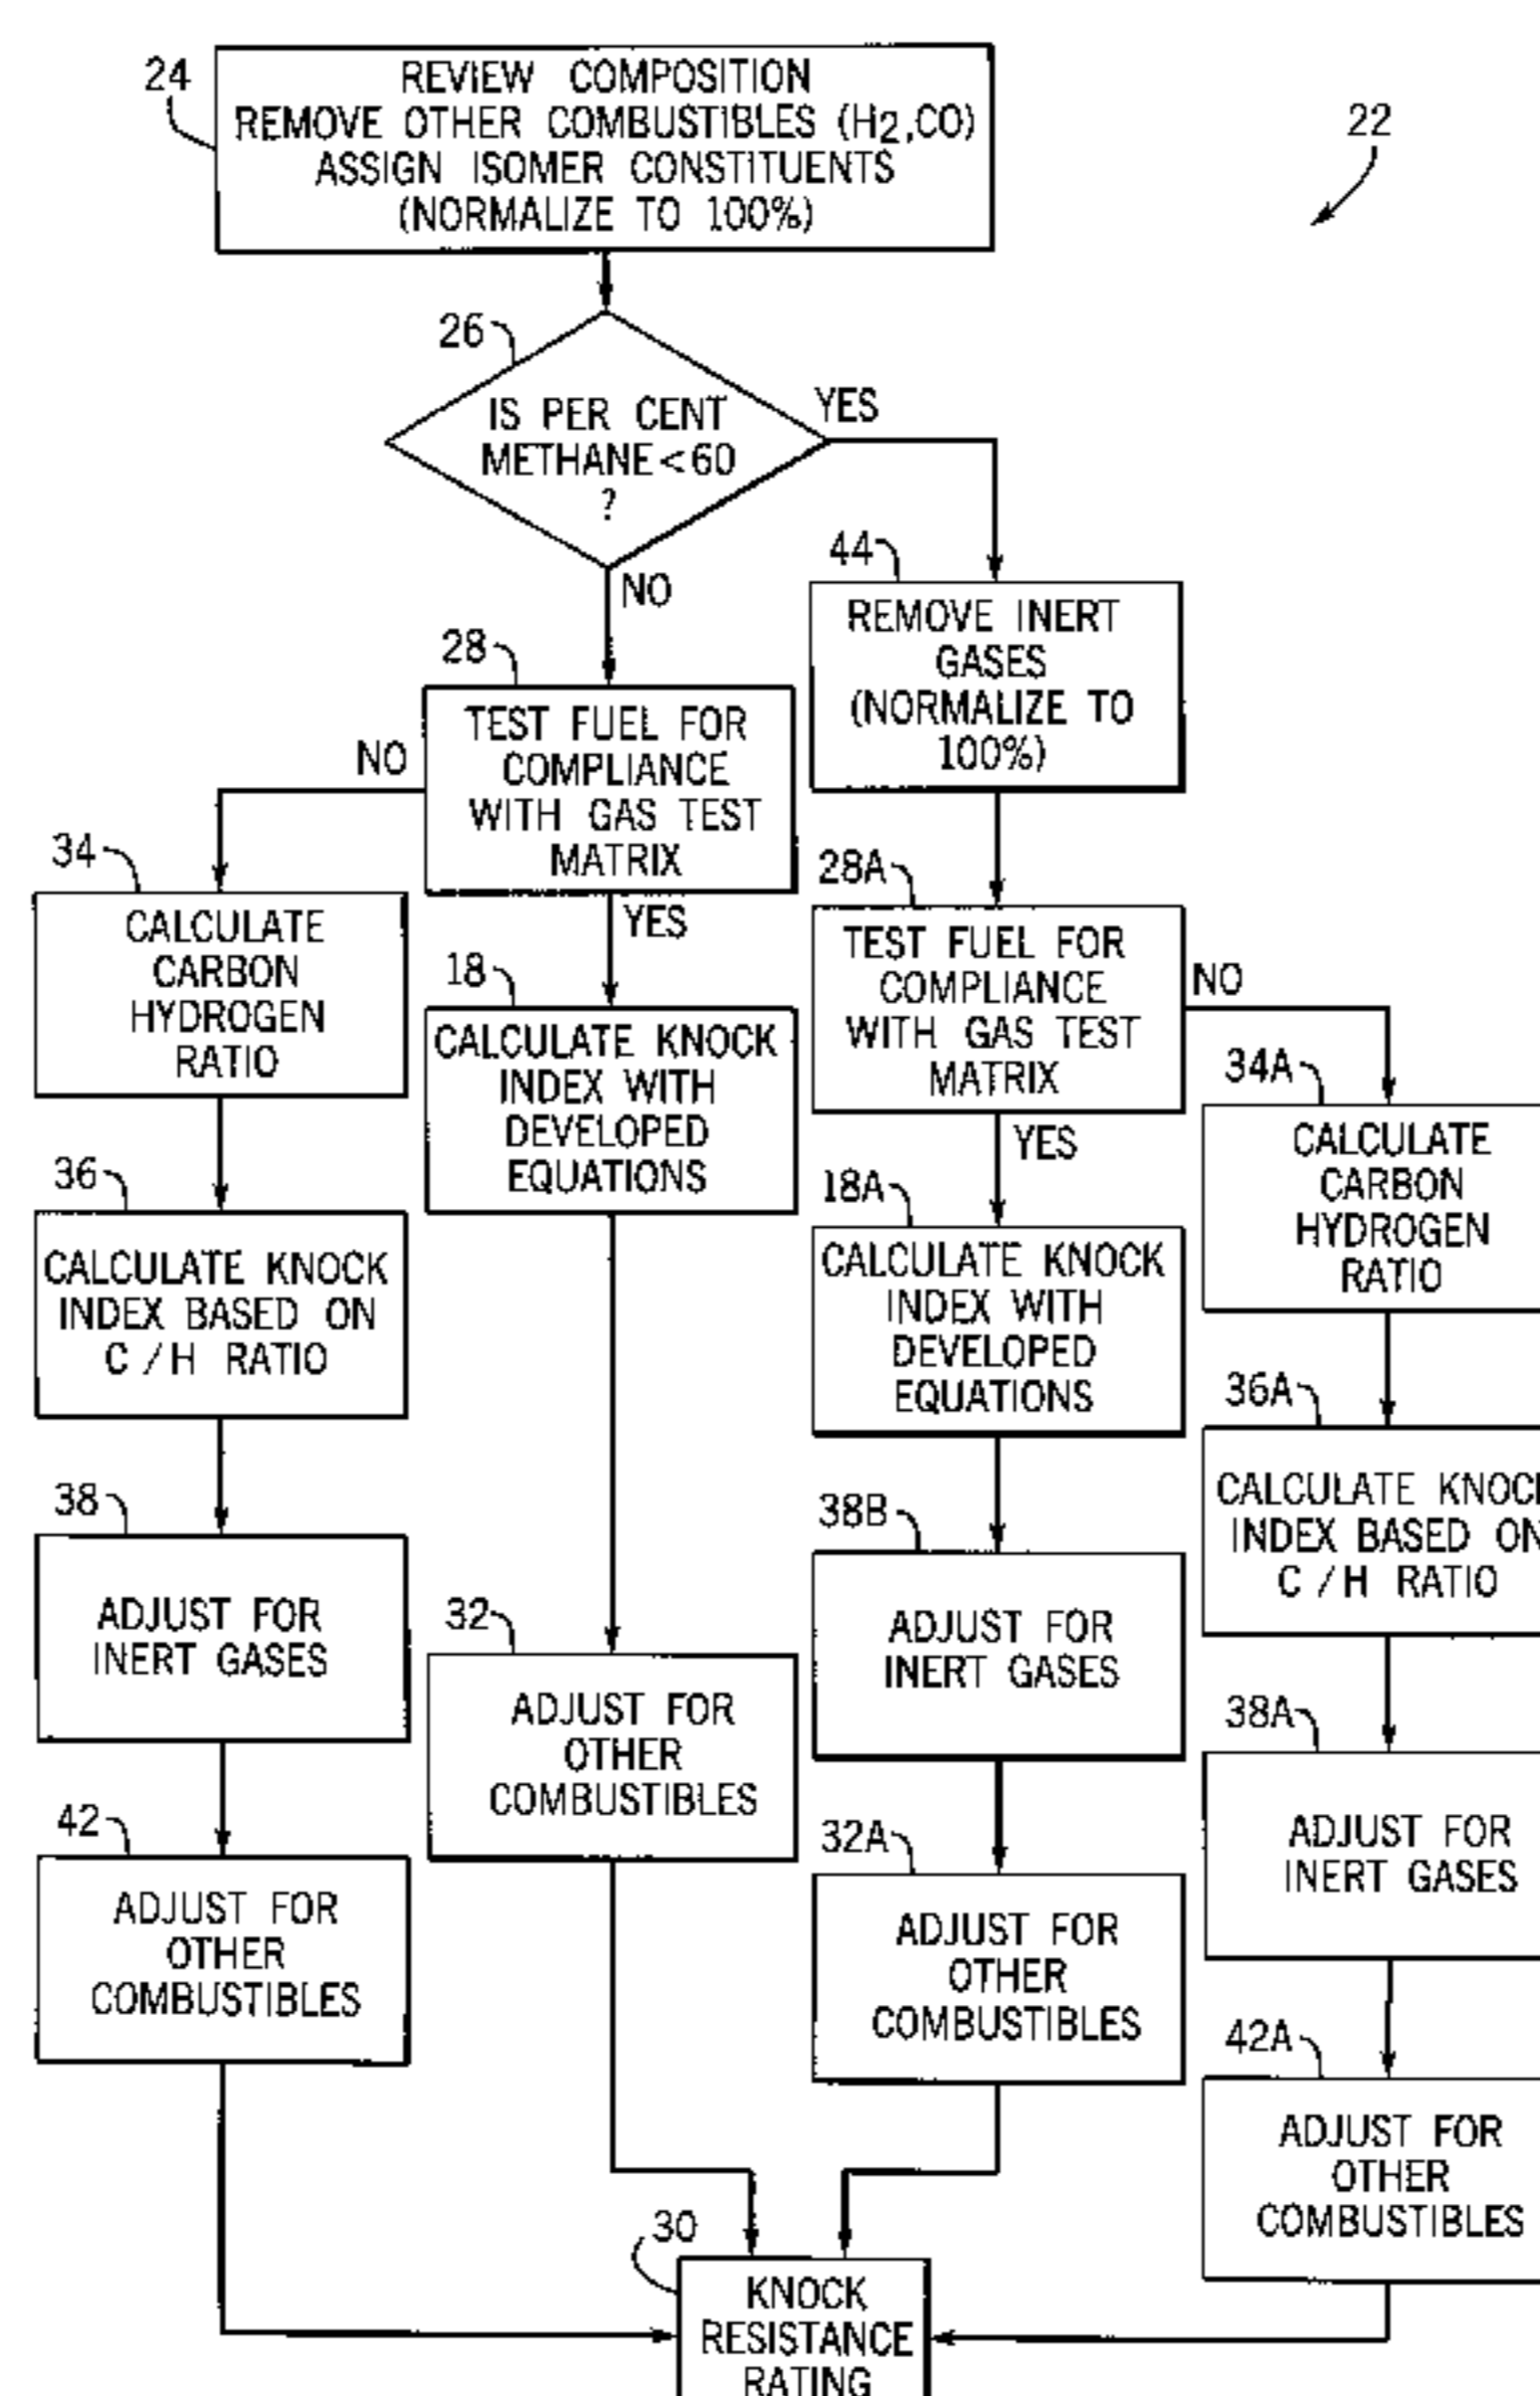 24
REVIEW COMPOSITION
REMOVE OTHER COMBUSTIBLES (H2,CO)
ASSIGN ISOMER CONSTITUENTS
(NORMALIZE TO 100%)
22
26
IS PER CENT
METHANE<60
?
YES
NO
44
REMOVE INERT
GASES
(NORMALIZE TO
100%)
28
TEST FUEL FOR
COMPLIANCE
WITH GAS TEST
MATRIX
NO
YES
34
CALCULATE
CARBON
HYDROGEN
RATIO
18
CALCULATE KNOCK
INDEX WITH
DEVELOPED
EQUATIONS
28A
TEST FUEL FOR
COMPLIANCE
WITH GAS TEST
MATRIX
NO
YES
34A
CALCULATE
CARBON
HYDROGEN
RATIO
36
CALCULATE KNOCK
INDEX BASED ON
C / H RATIO
18A
CALCULATE KNOCK
INDEX WITH
DEVELOPED
EQUATIONS
36A
CALCULATE KNOCK
INDEX BASED ON
C / H RATIO
38
ADJUST FOR
INERT GASES
32
ADJUST FOR
OTHER
COMBUSTIBLES
38B
ADJUST FOR
INERT GASES
38A
ADJUST FOR
INERT GASES
42
ADJUST FOR
OTHER
COMBUSTIBLES
32A
ADJUST FOR
OTHER
COMBUSTIBLES
42A
ADJUST FOR
OTHER
COMBUSTIBLES
30
KNOCK
RESISTANCE
RATING